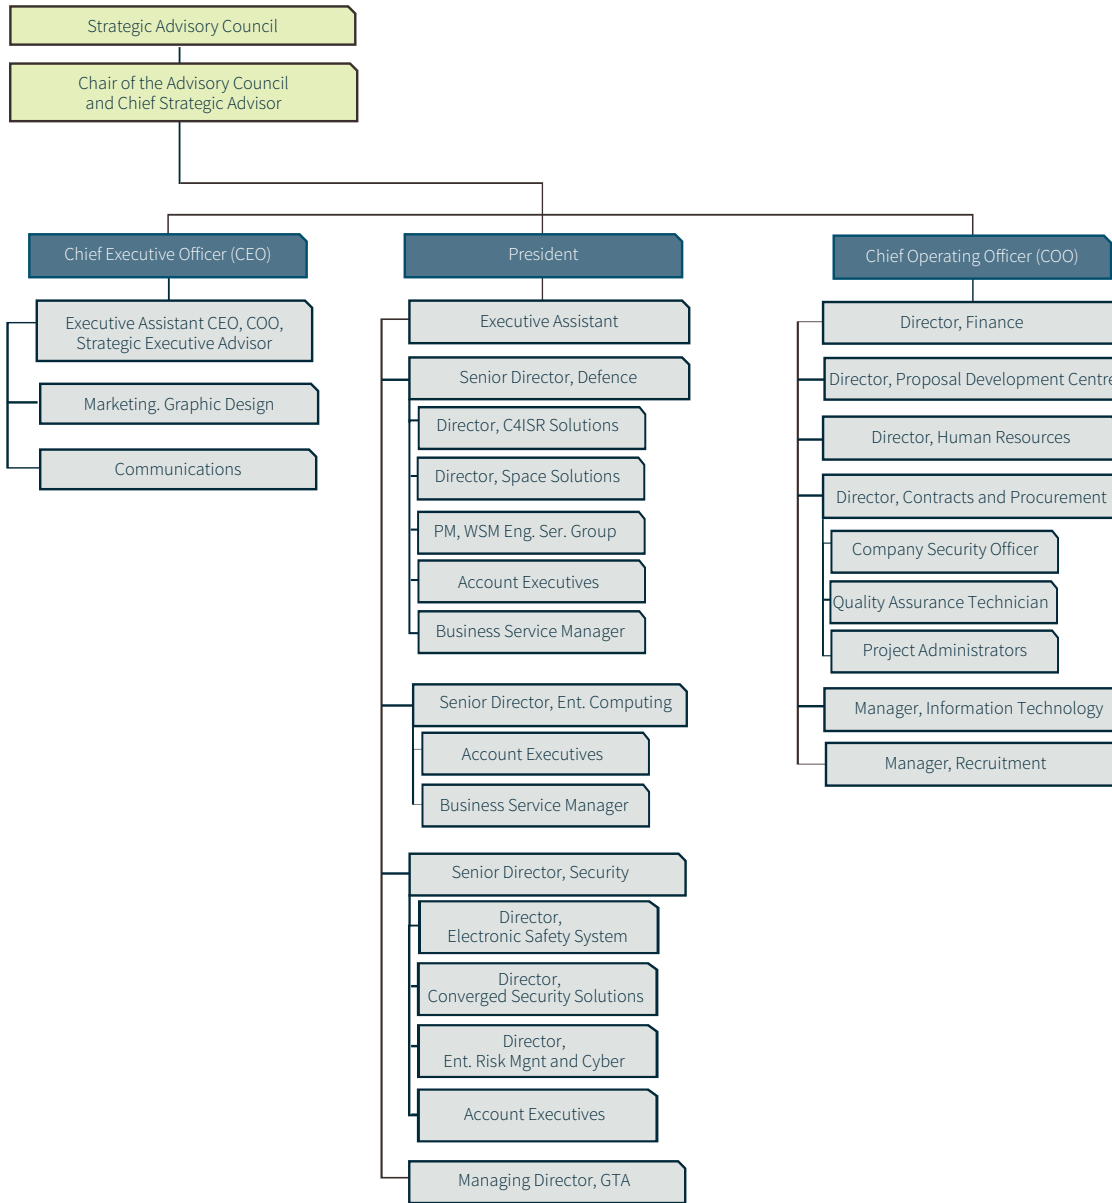 Strategic Advisory Council
Chair of the Advisory Council
and Chief Strategic Advisor
Chief Executive Officer (CEO)
Executive Assistant CEO, COO,
Strategic Executive Advisor
Marketing. Graphic Design
Communications
President
Executive Assistant
Senior Director, Defence
Director, C4ISR Solutions
Director, Space Solutions
PM, WSM Eng. Ser. Group
Account Executives
Business Service Manager
Senior Director, Ent. Computing
Account Executives
Business Service Manager
Senior Director, Security
Director,
Electronic Safety System
Director,
Converged Security Solutions
Director,
Ent. Risk Mgnt and Cyber
Account Executives
Managing Director, GTA
Chief Operating Officer (COO)
Director, Finance
Director, Proposal Development Centre
Director, Human Resources
Director, Contracts and Procurement
Company Security Officer
Quality Assurance Technician
Project Administrators
Manager, Information Technology
Manager, Recruitment